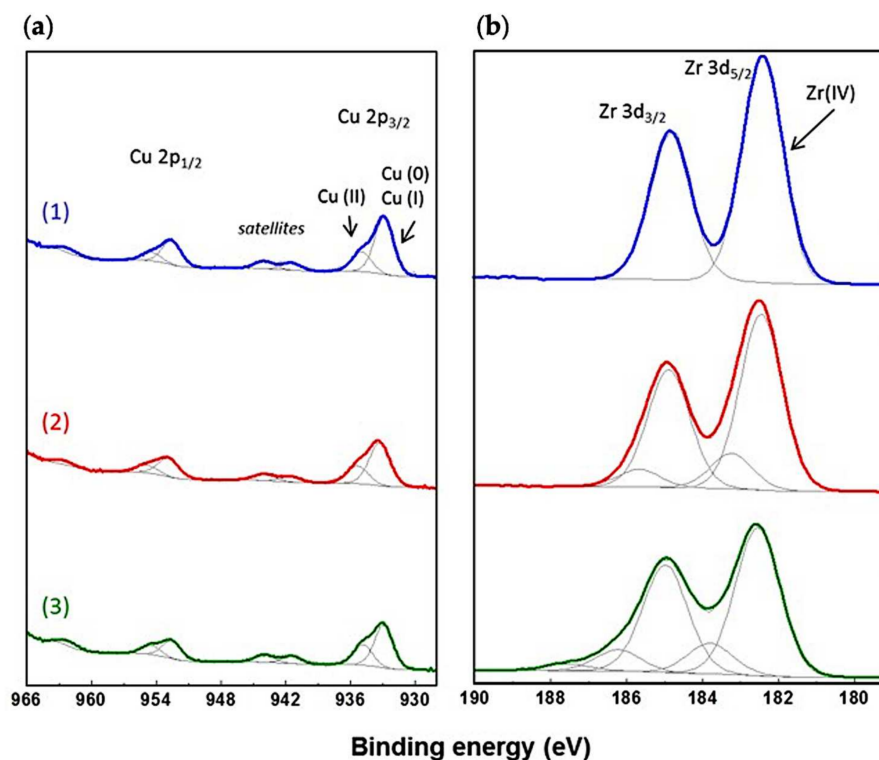 (a)
Cu 2p3/2
Cu 2p1/2
Cu (0)
Cu (II) Cu (I)
satellites
(1)
(2)
(3)
966 960 954 948 942 936 930
(b)
Zr 3d5/2
Zr(IV)
Zr 3d3/2
190 188 186 184 182 180
Binding energy (eV)